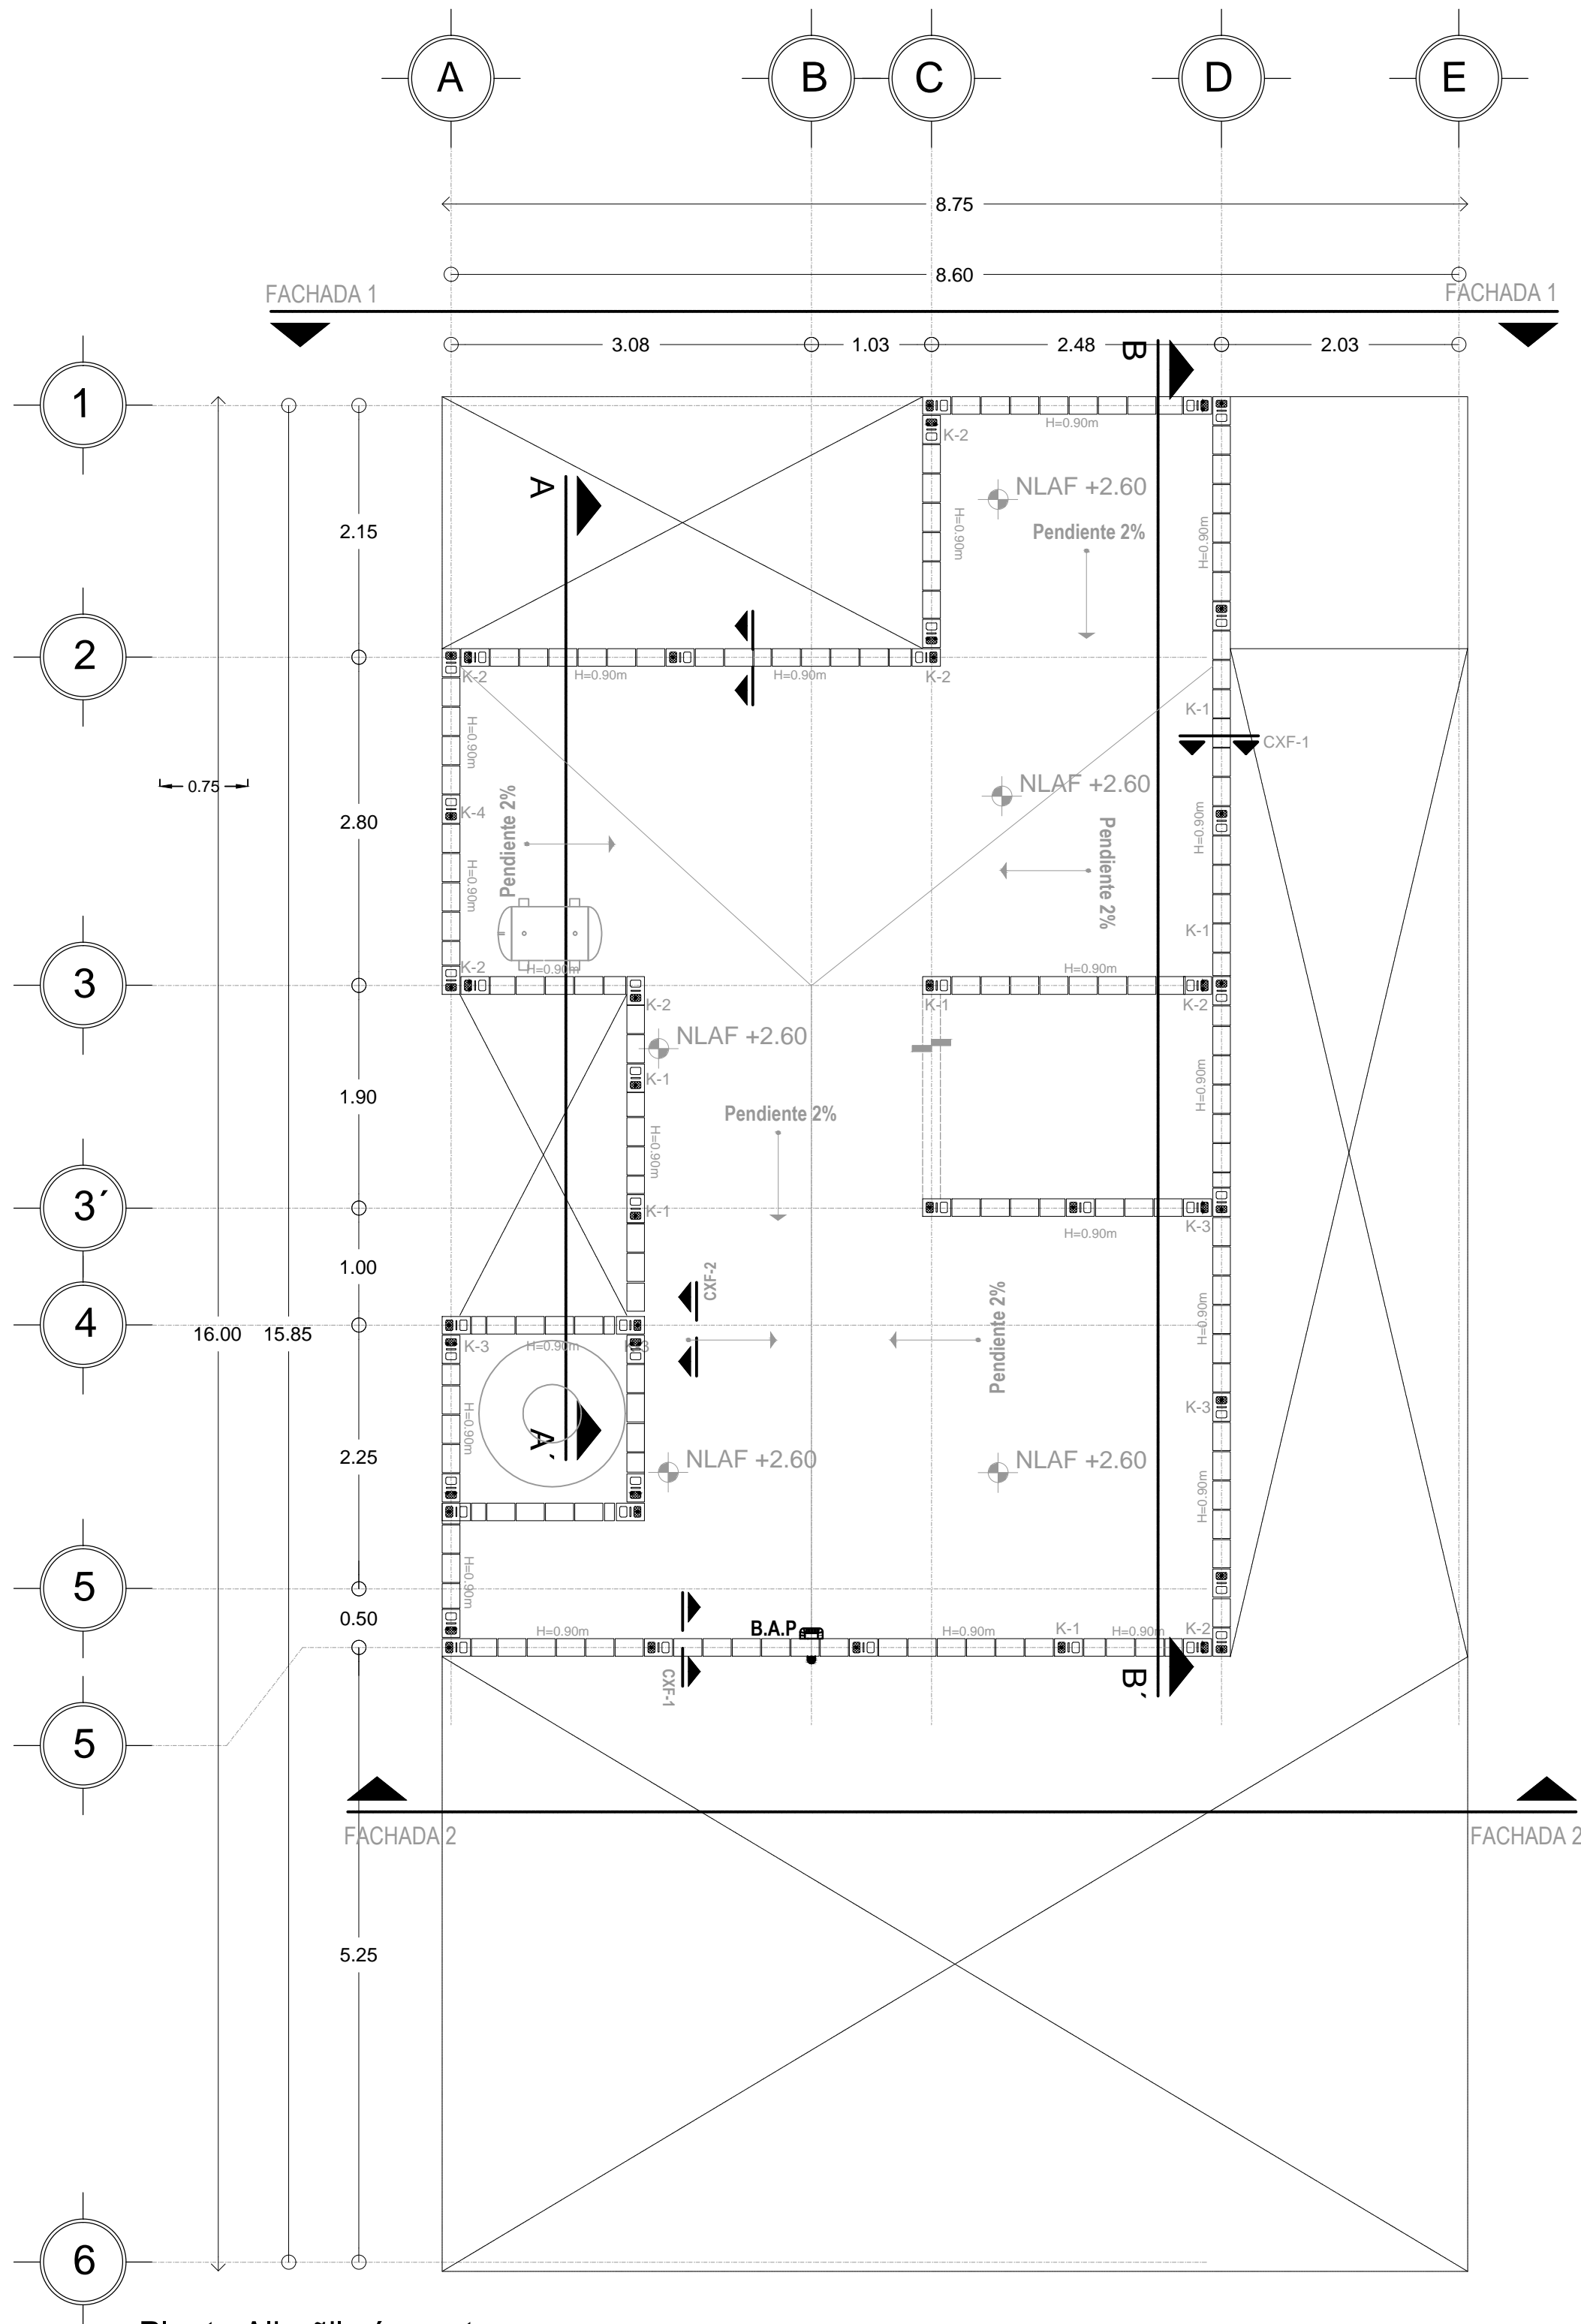 A B C D E
8.75
8.60
FACHADA 1 FACHADA 1
3.08 1.03 2.48 2.03
B
1
K-2
H=0.90m
A
NLAF +2.60
Pendiente 2%
2.15
H=0.90m
H=0.90m
2
K-2
H=0.90m
H=0.90m
K-2
K-1
CXF-1
H=0.90m
0.75
NLAF +2.60
K-4
2.80
Pendiente 2%
H=0.90m
Pendiente 2%
H=0.90m
K-1
K-2
H=0.90m
H=0.90m
3
K-2
K-1
K-2
NLAF +2.60
K-1
H=0.90m
1.90
Pendiente 2%
H=0.90m
3´
K-1
K-3
H=0.90m
1.00
CXF-2
4
16.00 15.85
K-3
H=0.90m
K-3
Pendiente 2%
H=0.90m
K-3
H=0.90m
A´
2.25
NLAF +2.60
NLAF +2.60
H=0.90m
5
H=0.90m
0.50
H=0.90m
B.A.P
H=0.90m
K-1
H=0.90m
K-2
CXF-1
B´
5
FACHADA 2 FACHADA 2
5.25
6